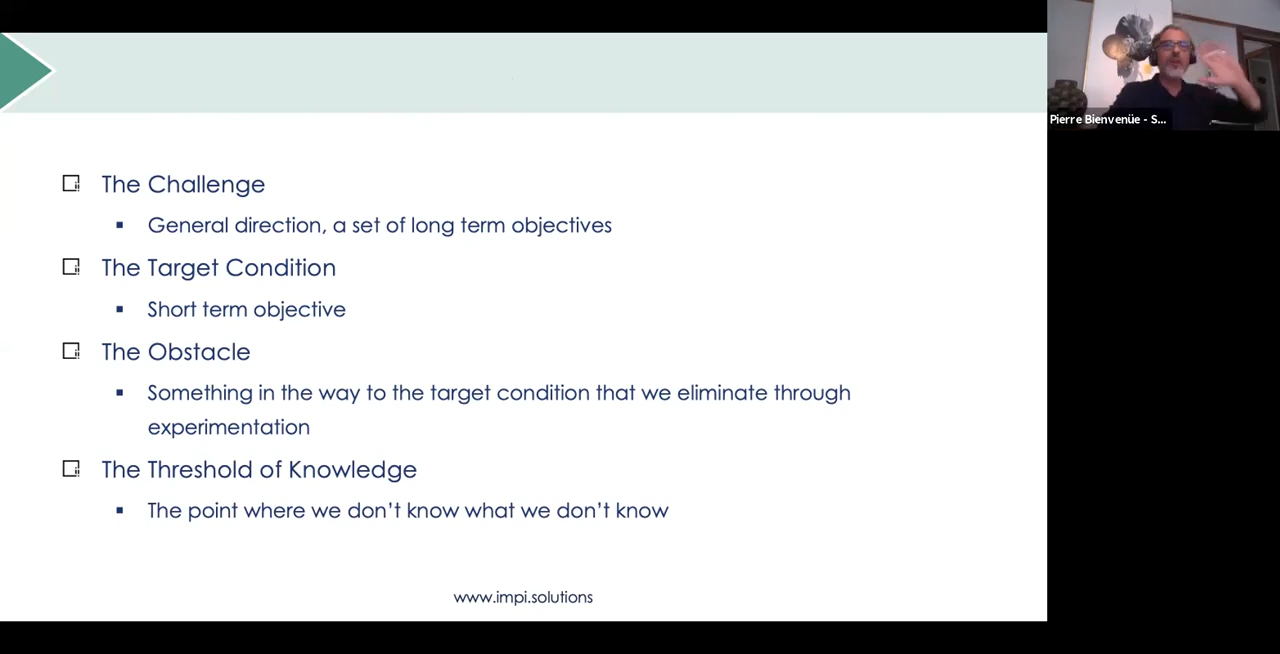 Pierre Bienvenüe - S...
The Challenge
General direction, a set of long term objectives
The Target Condition
Short term objective
The Obstacle
Something in the way to the target condition that we eliminate through
experimentation
The Threshold of Knowledge
The point where we don’t know what we don’t know
www.impi.solutions